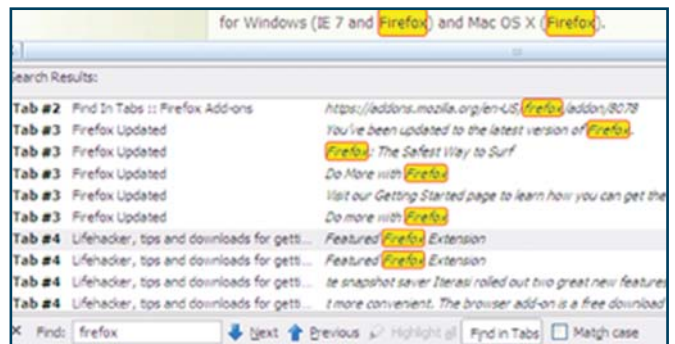 for Windows (IE 7 and Firefox) and Mac OS X (Firefox).
Search Results:
Tab #2 Find In Tabs :: Firefox Add-ons https://addons.mozilla.org/en-US/firefox/addon/8078
Tab #3 Firefox Updated You've been updated to the latest version of Firefox.
Tab #3 Firefox Updated Firefox: The Safest Way to Surf
Tab #3 Firefox Updated Do More with Firefox
Tab #3 Firefox Updated Visit our Getting Started page to learn how you can get the
Tab #3 Firefox Updated Do more with Firefox
Tab #4 Lifehacker, tips and downloads for getti... Featured Firefox Extension
Tab #4 Lifehacker, tips and downloads for getti... Featured Firefox Extension
Tab #4 Lifehacker, tips and downloads for getti... te snapshot saver Iterasi rolled out two great new features
Tab #4 Lifehacker, tips and downloads for getti... t more convenient. The browser add-on is a free download
× Find: firefox Next Previous Highlight all Find in Tabs Match case